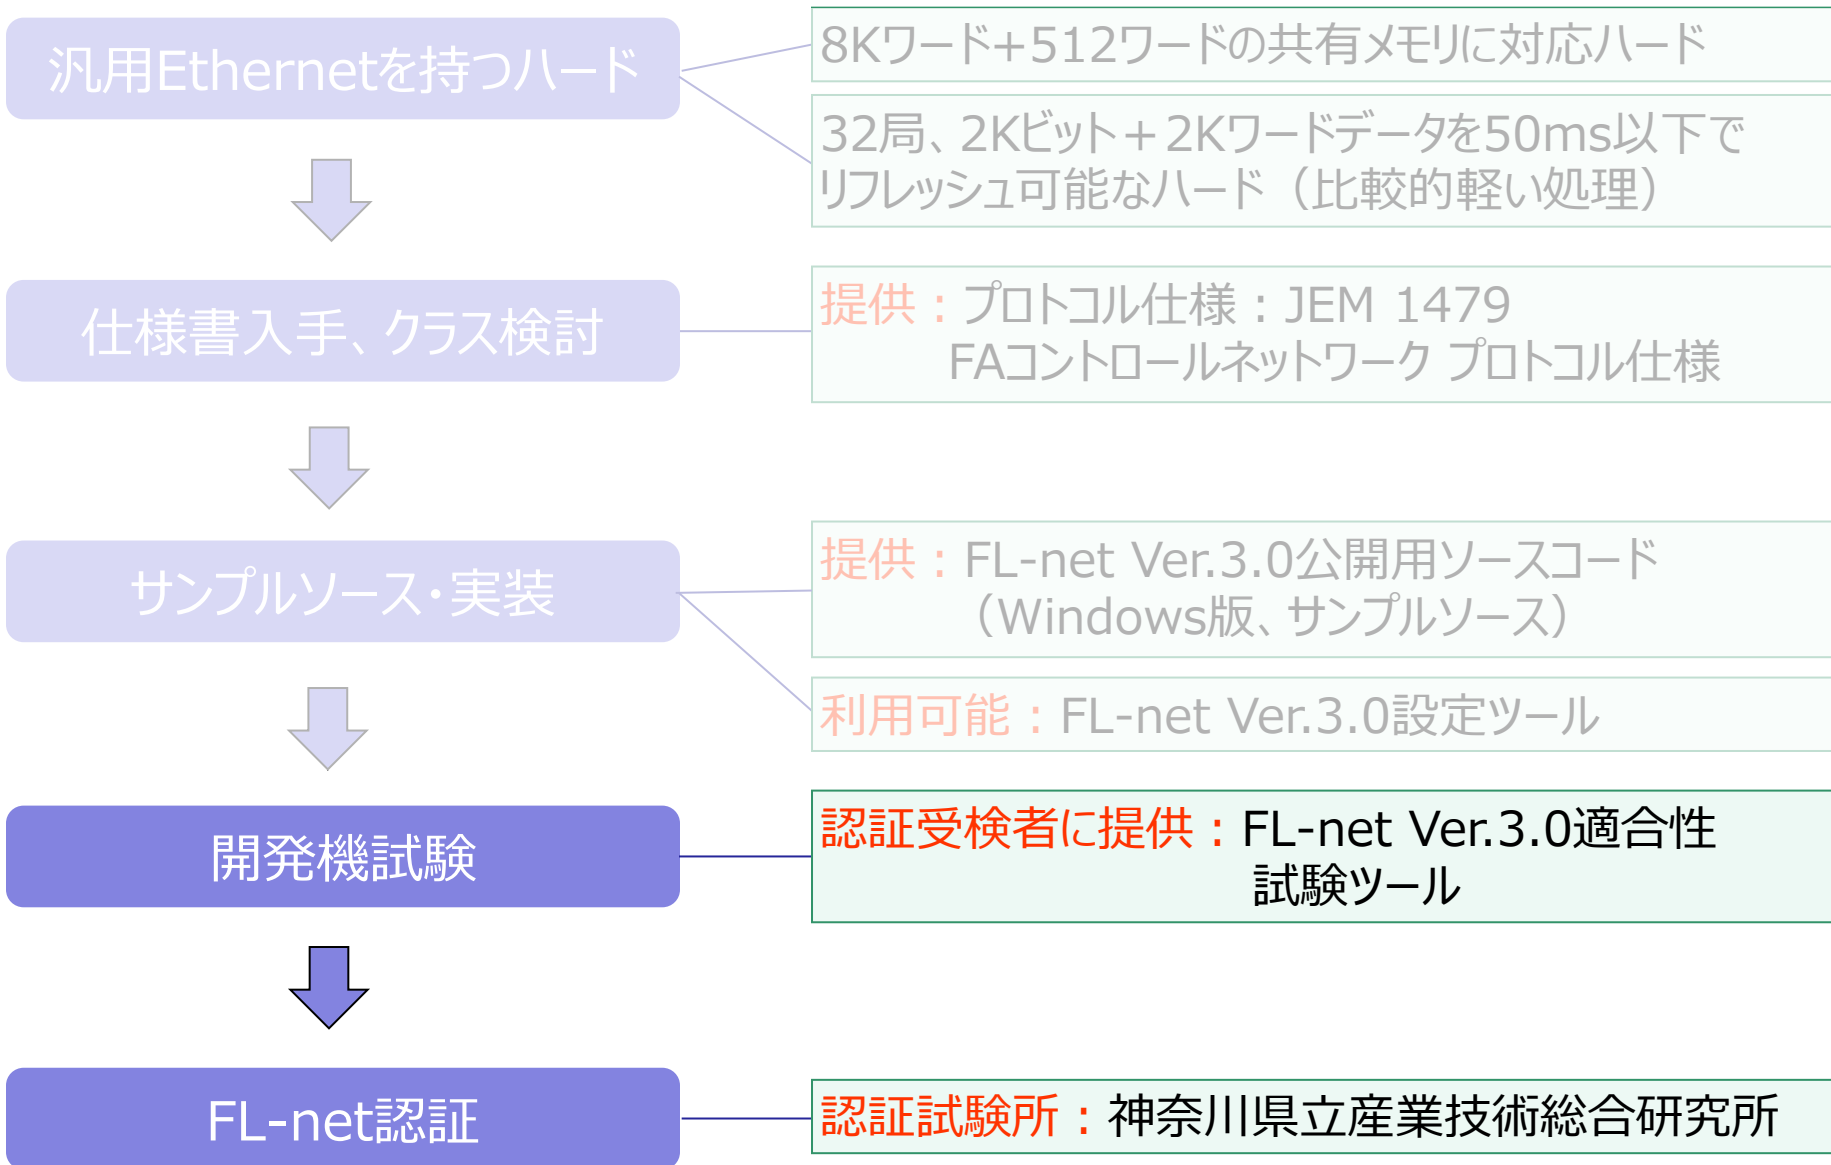 汎用Ethernetを持つハード
8Kワード+512ワードの共有メモリに対応ハード
32局、2Kビット＋2Kワードデータを50ms以下で
リフレッシュ可能なハード（比較的軽い処理）
仕様書入手、クラス検討
提供：プロトコル仕様：JEM 1479
FAコントロールネットワーク プロトコル仕様
サンプルソース・実装
提供：FL-net Ver.3.0公開用ソースコード
（Windows版、サンプルソース）
利用可能：FL-net Ver.3.0設定ツール
開発機試験
認証受検者に提供：FL-net Ver.3.0適合性
試験ツール
FL-net認証
認証試験所：神奈川県立産業技術総合研究所